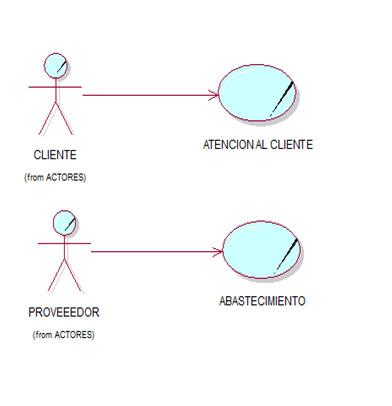 ATENCION AL CLIENTE
CLIENTE
(from ACTORES)
ABASTECIMIENTO
PROVEEEDOR
(from ACTORES)